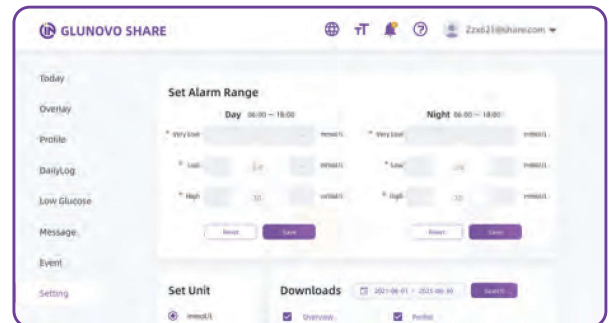 GLUNOVO SHARE
Zzx621@share.com
Today
Overlay
Profile
DailyLog
Low Glucose
Message
Event
Setting
Set Alarm Range
Day 06:00 ~ 18:00
Night 06:00 ~ 18:00
* Very Low mmol/L
* Very Low mmol/L
* Low mmol/L
* Low mmol/L
* High 10 mmol/L
* High 10 mmol/L
Reset Save
Reset Save
Set Unit
Downloads
2021-06-01 ~ 2021-06-30
Search
mmol/L
Overview
Profile